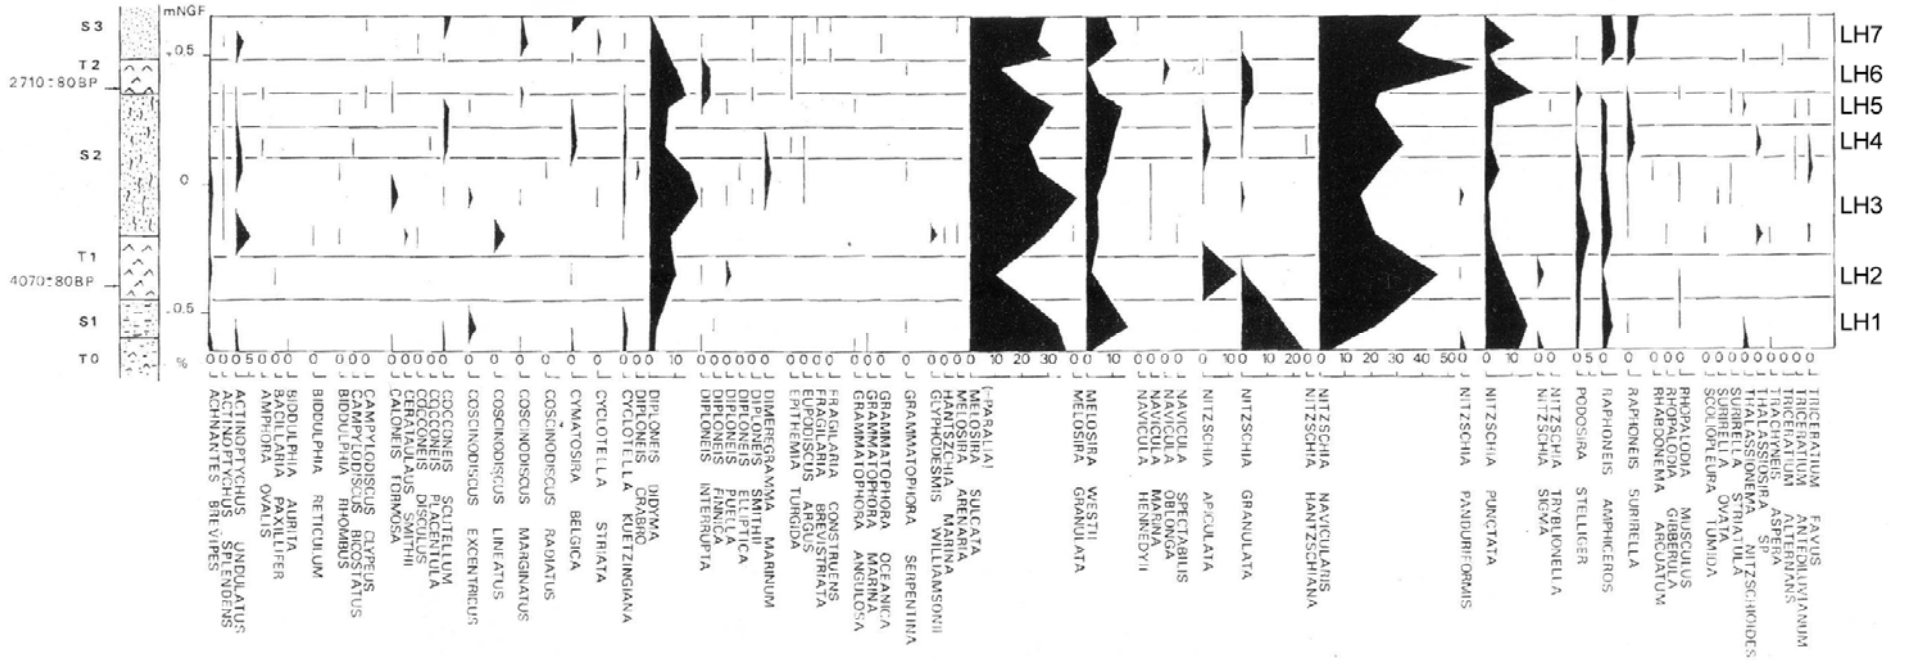 mNGF
S3
T2
2710±80BP
S2
T1
4070±80BP
S1
T0
.0.5
0
.0.5
%
LH7
LH6
LH5
LH4
LH3
LH2
LH1
ACHNANTES BREVIPES
ACTINOPTYCHUS SPLENDENS
ACTINOPTYCHUS UNDULATUS
AMPHORA OVALIS
BACILLARIA PAXILLIFER
BIDDULPHIA AURITA
BIDDULPHIA RETICULUM
BIDDULPHIA RHOMBUS
CAMPYLODISCUS BICOSTATUS
CAMPYLODISCUS CLYPEUS
CALONEIS FORMOSA
CERATAULAUS SMITHII
COCCONEIS DISCULUS
COCCONEIS PLACENTULA
COCCONEIS SCUTELLUM
COSCINODISCUS EXCENTRICUS
COSCINODISCUS LINEATUS
COSCINODISCUS MARGINATUS
COSCINODISCUS RADIATUS
CYMATOSIRA BELGICA
CYCLOTELLA STRIATA
CYCLOTELLA KUETZINGIANA
DIPLONEIS CRABRO
DIPLONEIS DIDYMA
DIPLONEIS INTERRUPTA
DIPLONEIS FINNICA
DIPLONEIS PUELLA
DIPLONEIS ELLIPTICA
DIPLONEIS SMITHII
DIMEREGRAMMA MARINUM
EPITHEMIA TURGIDA
EUPODISCUS ARGUS
FRAGILARIA BREVISTRIATA
FRAGILARIA CONSTRUENS
GRAMMATOPHORA ANGULOSA
GRAMMATOPHORA MARINA
GRAMMATOPHORA OCEANICA
GRAMMATOPHORA SERPENTINA
GLYPHODESMIS WILLIAMSONII
HANTSZCHIA MARINA
MELOSIRA ARENARIA
MELOSIRA SULCATA
(=PARALIA)
MELOSIRA GRANULATA
MELOSIRA WESTII
NAVICULA HENNEDYII
NAVICULA MARINA
NAVICULA OBLONGA
NAVICULA SPECTABILIS
NITZSCHIA APICULATA
NITZSCHIA GRANULATA
NITZSCHIA HANTZSCHIANA
NITZSCHIA NAVICULARIS
NITZSCHIA PANDURIFORMIS
NITZSCHIA PUNCTATA
NITZSCHIA SIGMA
NITZSCHIA TRYBLIONELLA
PODOSIRA STELLIGER
RAPHONEIS AMPHICEROS
RAPHONEIS SURIRELLA
RHABDONEMA ARCUATUM
RHOPALODIA GIBBERULA
RHOPALODIA MUSCULUS
SCOLIOPLEURA TUMIDA
SURIRELLA OVATA
SURIRELLA STRIATULA
THALASSIONEMA NITZSCHIOIDES
THALASSIOSIRA SP
TRACHYNEIS ASPERA
TRICERATIUM ALTERNANS
TRICERATIUM ANTEDILUVIANUM
TRICERATIUM FAVUS